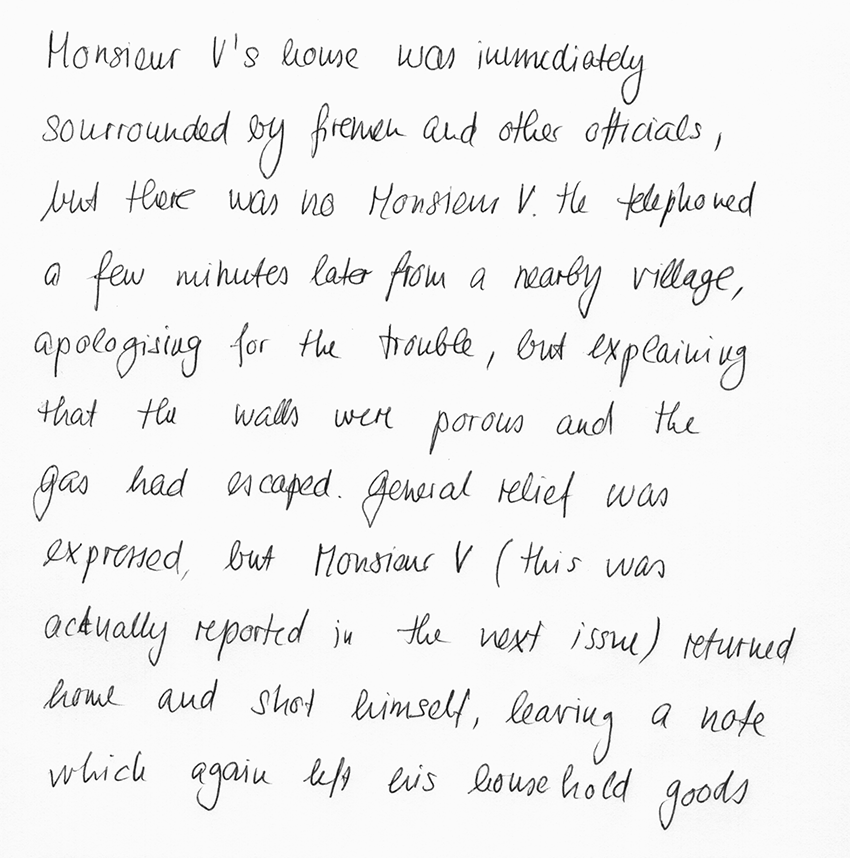 Monsieur V's house was immediately
sourrounded by firemen and other officials,
but there was no Monsieur V. He telephoned
a few minutes later from a nearby village,
apologising for the trouble, but explaining
that the walls were porous and the
gas had escaped. General relief was
expressed, but Monsieur V (this was
actually reported in the next issue) returned
home and shot himself, leaving a note
which again left his household goods